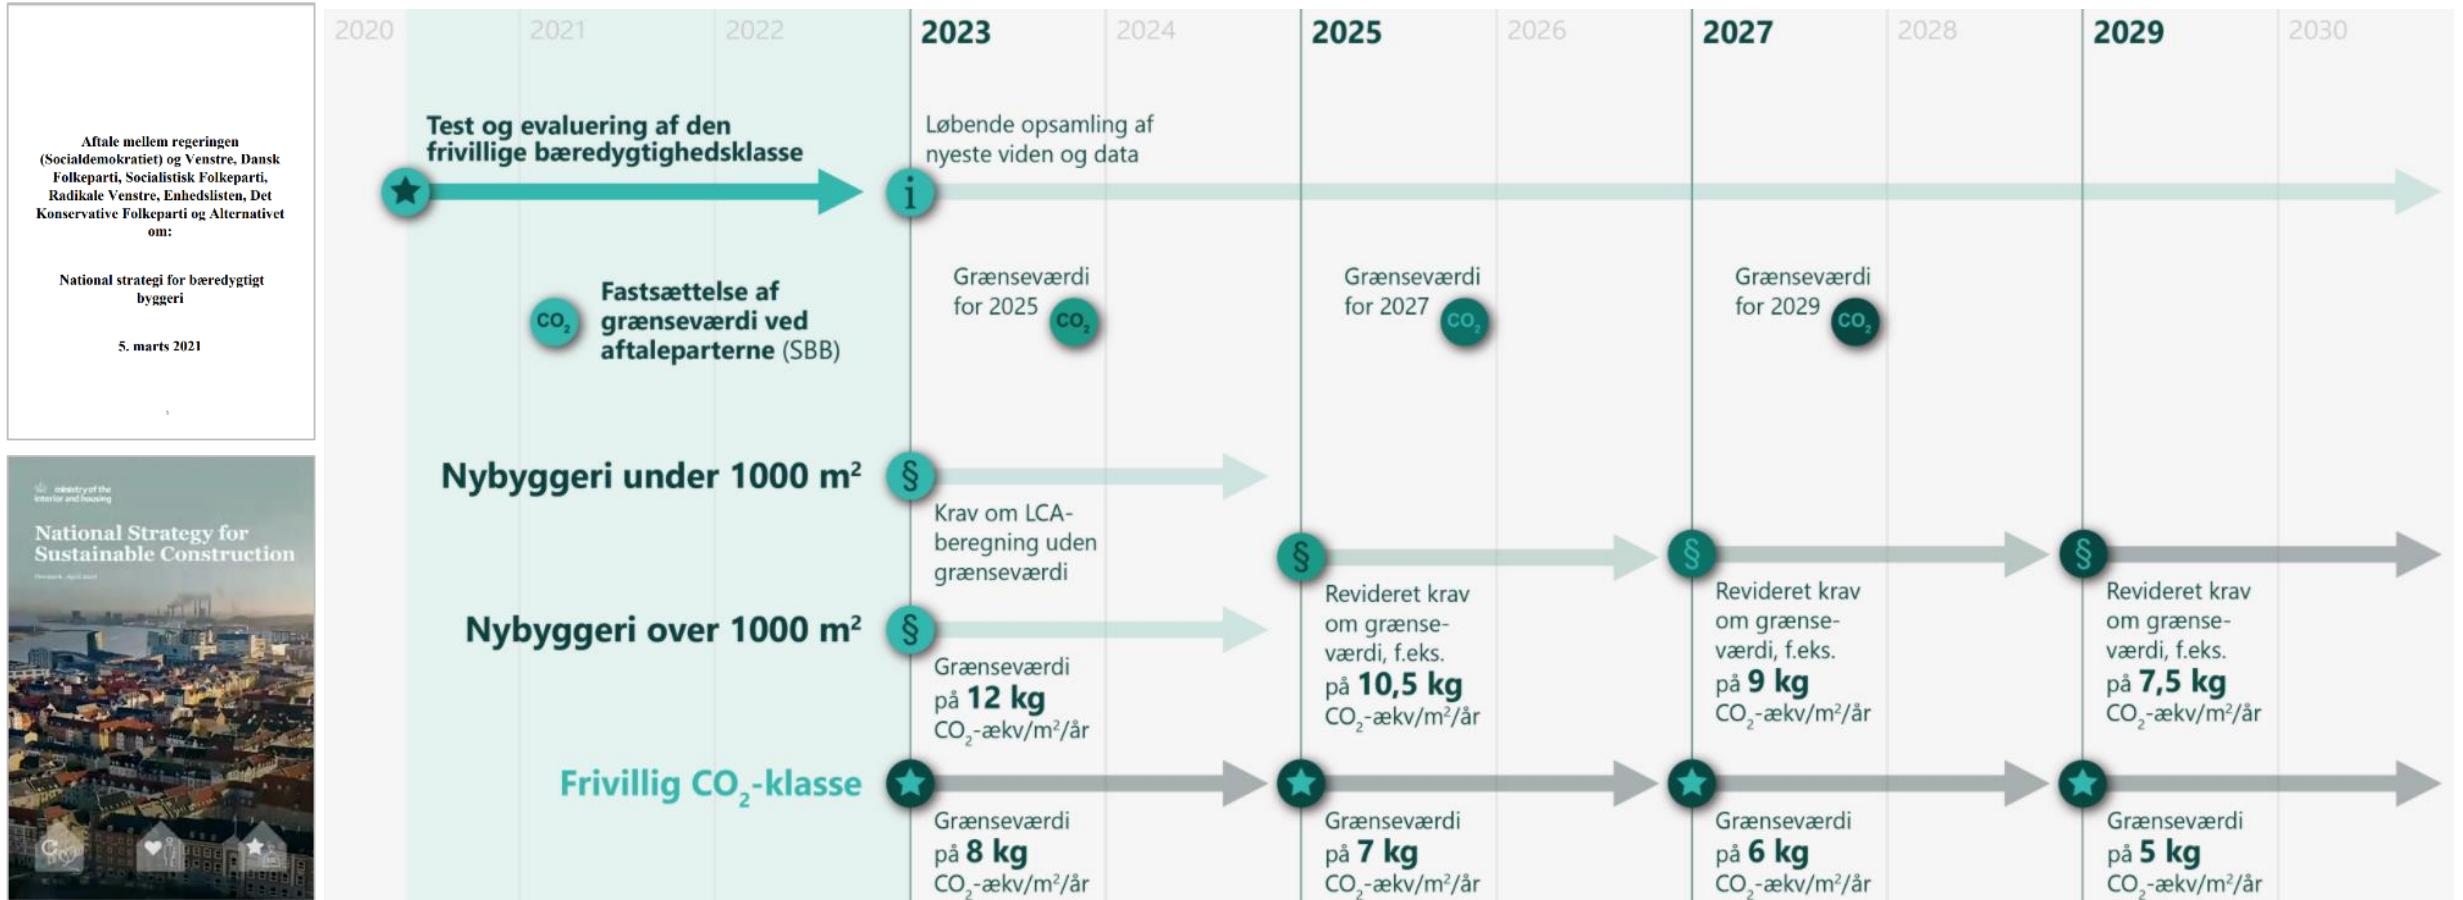 Aftale mellem regeringen
(Socialdemokratiet) og Venstre, Dansk
Folkeparti, Socialistisk Folkeparti,
Radikale Venstre, Enhedslisten, Det
Konservative Folkeparti og Alternativet
om:
National strategi for bæredygtigt
byggeri
5. marts 2021
ministry of the
interior and housing
National Strategy for
Sustainable Construction
2020
2021
2022
2023
2024
2025
2026
2027
2028
2029
2030
Test og evaluering af den
frivillige bæredygtighedsklasse
i
Løbende opsamling af
nyeste viden og data
CO₂
Fastsættelse af
grænseværdi ved
aftaleparterne (SBB)
Grænseværdi
for 2025
CO₂
Grænseværdi
for 2027
CO₂
Grænseværdi
for 2029
CO₂
Nybyggeri under 1000 m²
§
Krav om LCA-
beregning uden
grænseværdi
Nybyggeri over 1000 m²
§
Grænseværdi
på 12 kg
CO₂-ækv/m²/år
§
Revideret krav
om grænse-
værdi, f.eks.
på 10,5 kg
CO₂-ækv/m²/år
§
Revideret krav
om grænse-
værdi, f.eks.
på 9 kg
CO₂-ækv/m²/år
§
Revideret krav
om grænse-
værdi, f.eks.
på 7,5 kg
CO₂-ækv/m²/år
Frivillig CO₂-klasse
Grænseværdi
på 8 kg
CO₂-ækv/m²/år
Grænseværdi
på 7 kg
CO₂-ækv/m²/år
Grænseværdi
på 6 kg
CO₂-ækv/m²/år
Grænseværdi
på 5 kg
CO₂-ækv/m²/år